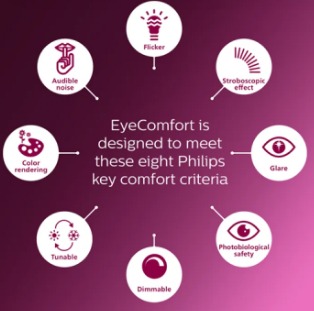 Flicker
Stroboscopic
effect
Glare
Photobiological
safety
Dimmable
Tunable
Color
rendering
Audible
noise
EyeComfort is
designed to meet
these eight Philips
key comfort criteria